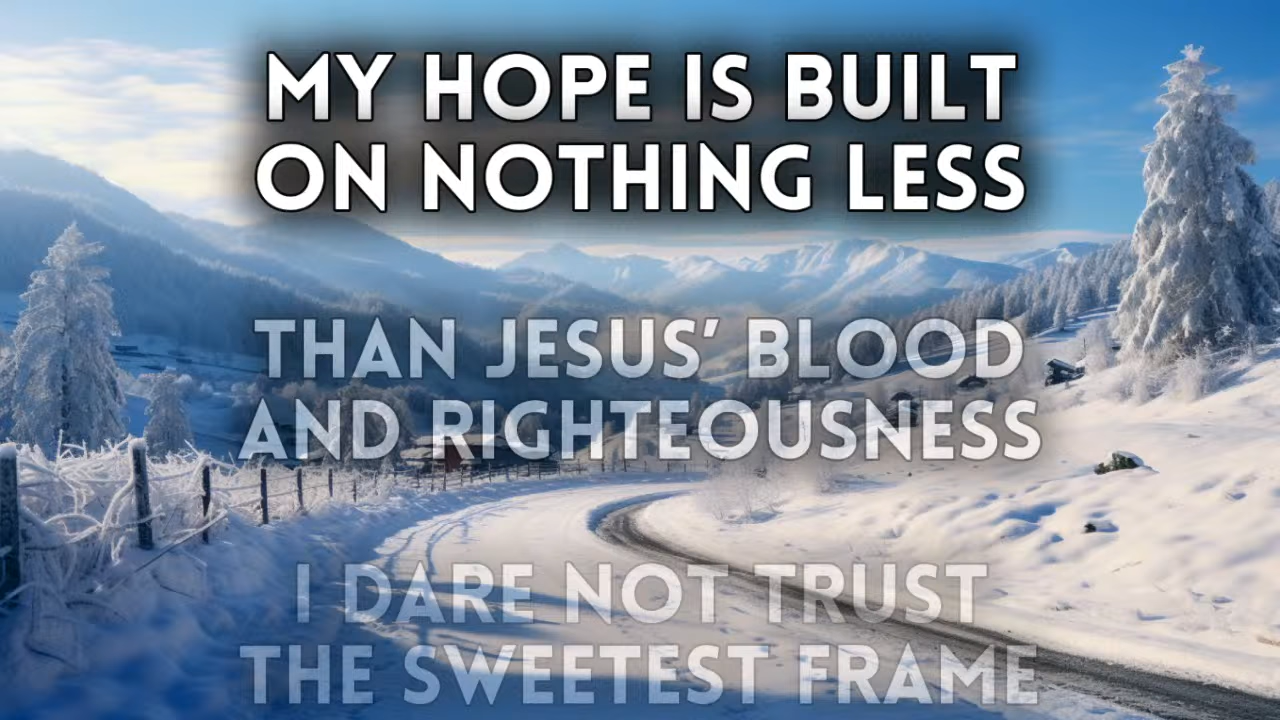 MY HOPE IS BUILT
ON NOTHING LESS
THAN JESUS’ BLOOD
AND RIGHTEOUSNESS
I DARE NOT TRUST
THE SWEETEST FRAME